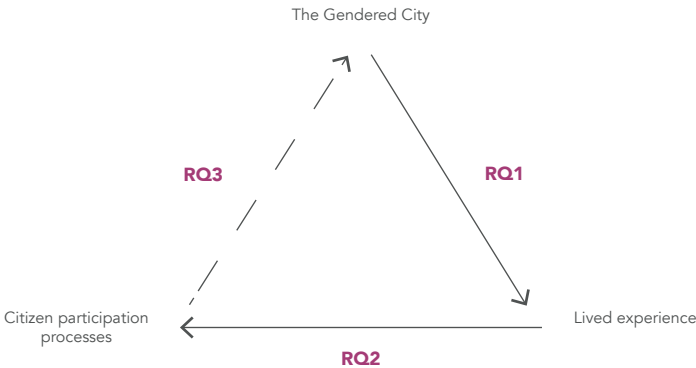 The Gendered City
RQ3
RQ1
Citizen participation
processes
Lived experience
RQ2